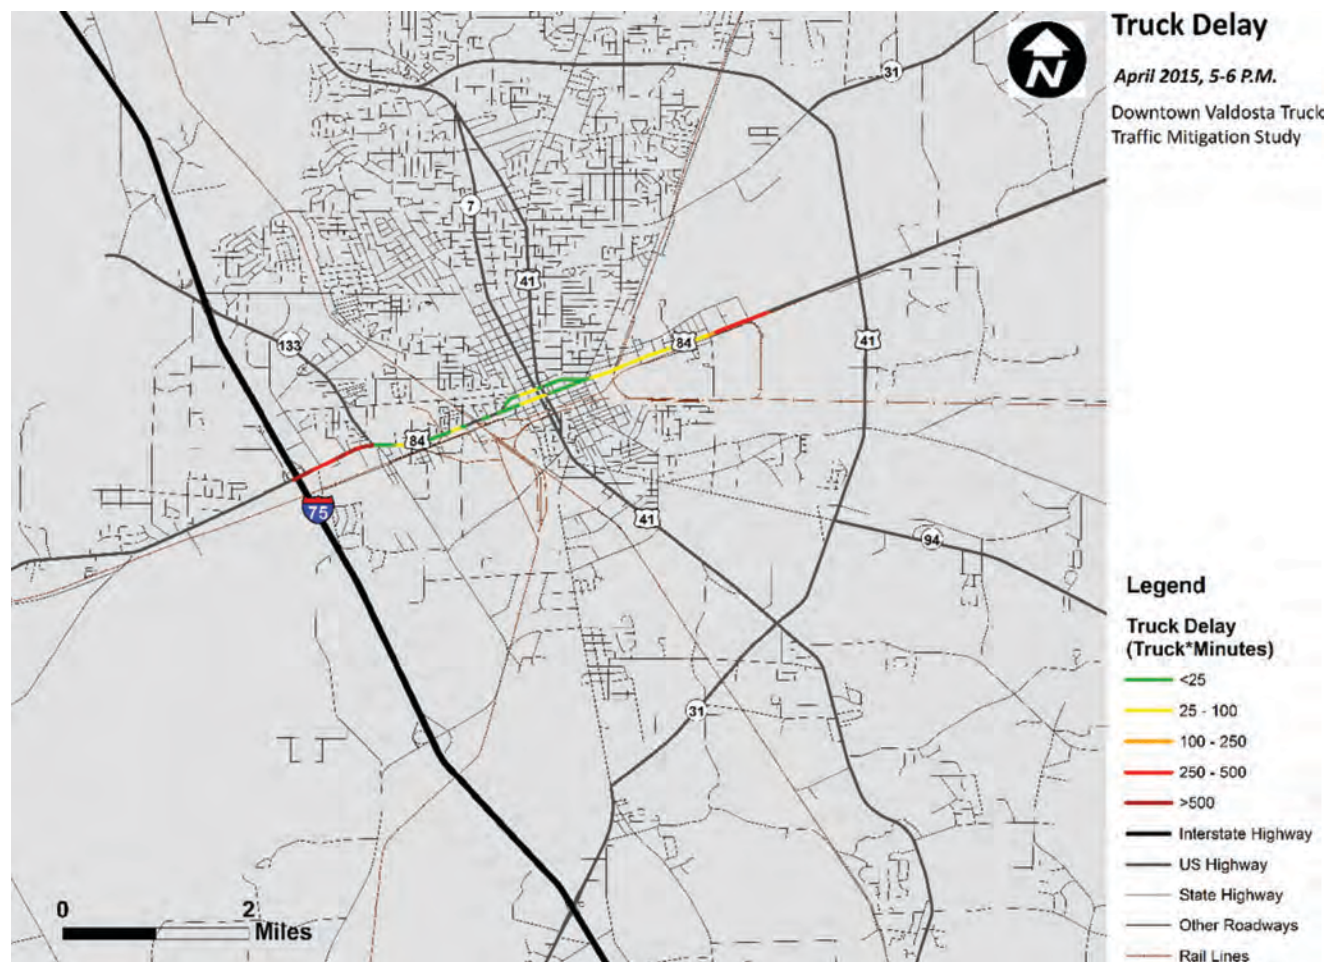 Truck Delay
April 2015, 5-6 P.M.
Downtown Valdosta Truck
Traffic Mitigation Study
N
31
7
41
133
84
41
84
75
41
94
31
0 2
Miles
Legend
Truck Delay
(Truck*Minutes)
<25
25 - 100
100 - 250
250 - 500
>500
Interstate Highway
US Highway
State Highway
Other Roadways
Rail Lines